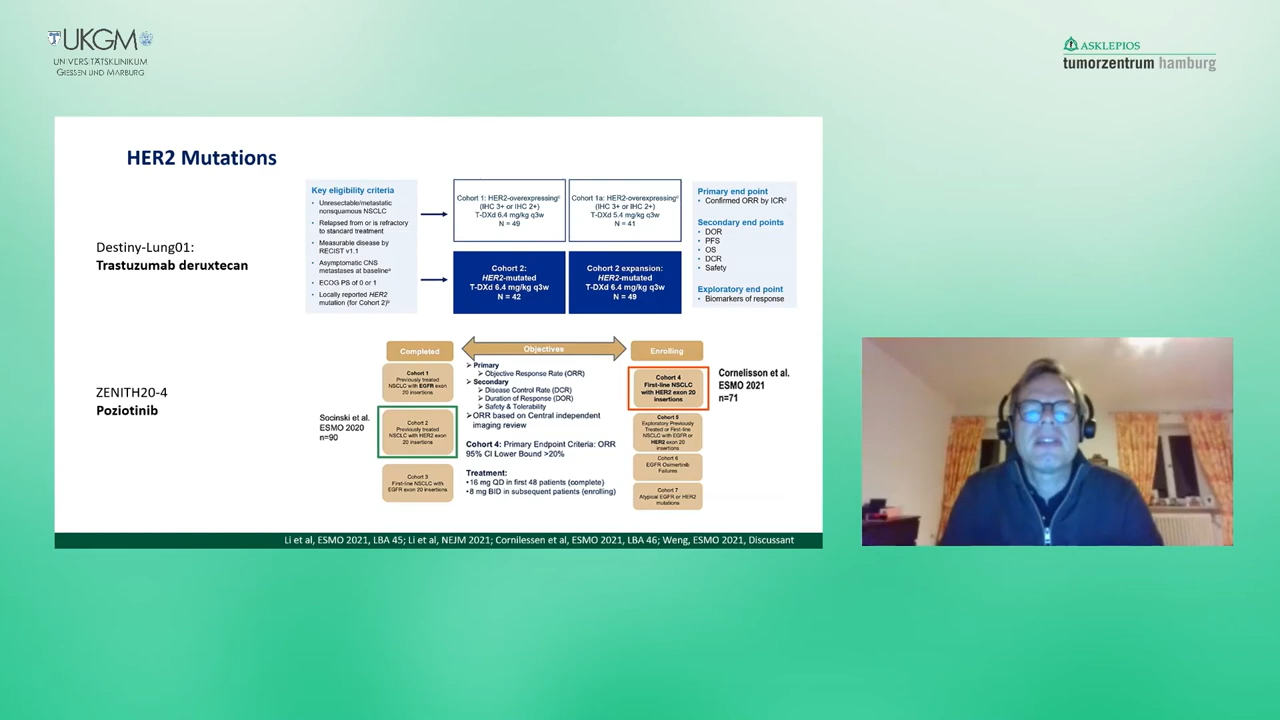 UKGM
UNIVERSITÄTSKLINIKUM
GIESSEN UND MARBURG
ASKLEPIOS
tumorzentrum hamburg
HER2 Mutations
Destiny-Lung01:
Trastuzumab deruxtecan
Key eligibility criteria
• Unresectable/metastatic
nonsquamous NSCLC
• Relapsed from or is refractory
to standard treatment
• Measurable disease by
RECIST v1.1
• Asymptomatic CNS
metastases at baselineᵃ
• ECOG PS of 0 or 1
• Locally reported HER2
mutation (for Cohort 2)ᵇ
Cohort 1: HER2-overexpressingᶜ
(IHC 3+ or IHC 2+)
T-DXd 6.4 mg/kg q3w
N = 49
Cohort 1a: HER2-overexpressingᶜ
(IHC 3+ or IHC 2+)
T-DXd 5.4 mg/kg q3w
N = 41
Cohort 2:
HER2-mutated
T-DXd 6.4 mg/kg q3w
N = 42
Cohort 2 expansion:
HER2-mutated
T-DXd 6.4 mg/kg q3w
N = 49
Primary end point
• Confirmed ORR by ICRᵈ
Secondary end points
• DOR
• PFS
• OS
• DCR
• Safety
Exploratory end point
• Biomarkers of response
ZENITH20-4
Poziotinib
Socinski et al.
ESMO 2020
n=90
Completed
Cohort 1
Previously treated
NSCLC with EGFR exon
20 insertions
Cohort 2
Previously treated
NSCLC with HER2 exon
20 insertions
Cohort 3
First-line NSCLC with
EGFR exon 20 insertions
Objectives
➢ Primary
➢ Objective Response Rate (ORR)
➢ Secondary
➢ Disease Control Rate (DCR)
➢ Duration of Response (DOR)
➢ Safety & Tolerability
➢ ORR based on Central independent
imaging review
Cohort 4: Primary Endpoint Criteria: ORR
95% CI Lower Bound >20%
Treatment:
• 16 mg QD in first 48 patients (complete)
• 8 mg BID in subsequent patients (enrolling)
Enrolling
Cohort 4
First-line NSCLC
with HER2 exon 20
insertions
Cohort 5
Exploratory Previously
Treated or First-line
NSCLC with EGFR or
HER2 exon 20
insertions
Cohort 6
EGFR Osimertinib
Failures
Cohort 7
Atypical EGFR or HER2
mutations
Cornelisson et al.
ESMO 2021
n=71
Li et al, ESMO 2021, LBA 45; Li et al, NEJM 2021; Cornilessen et al, ESMO 2021, LBA 46; Weng, ESMO 2021, Discussant